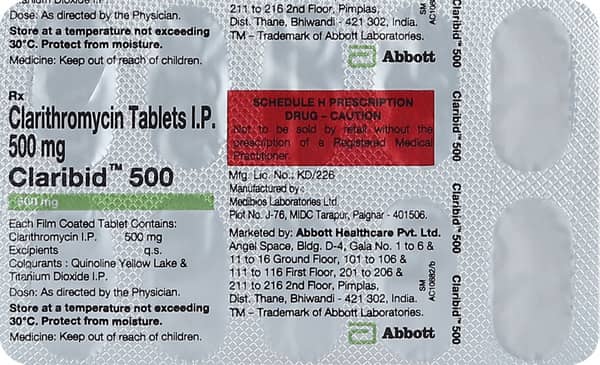 Titanium Dioxide I.P.
Dose: As directed by the Physician.
Store at a temperature not exceeding
30°C. Protect from moisture.
Medicine: Keep out of reach of children.
Rx
Clarithromycin Tablets I.P.
500 mg
Claribid™ 500
500 mg
Each Film Coated Tablet Contains:
Clarithromycin I.P. 500 mg
Excipients q.s.
Colourants : Quinoline Yellow Lake &
Titanium Dioxide I.P.
Dosn: As directed by the Physician.
Store at a temperature not exceeding
30°C. Protect from moisture.
Medicine: Keep out of reach of children.
211 to 216 2nd Floor, Pimplas,
Dist. Thane, Bhiwandi - 421 302, India.
TM – Trademark of Abbott Laboratories.
Abbott
SCHEDULE H PRESCRIPTION
DRUG – CAUTION
Not to be sold by retail without the
prescription of a Registered Medical
Practitioner.
Mfg. Lic. No.: KD/226
Manufactured by :
Medibios Laboratories Ltd.
Plot No. J-76, MIDC Tarapur, Palghar - 401506.
Marketed by: Abbott Healthcare Pvt. Ltd.
Angel Space, Bldg. D-4, Gala No. 1 to 6 &
11 to 16 Ground Floor, 101 to 106 &
111 to 116 First Floor, 201 to 206 &
211 to 216 2nd Floor, Pimplas,
Dist. Thane, Bhiwandi - 421 302, India.
TM – Trademark of Abbott Laboratories.
Abbott
SM
SM
AC10682/b
Claribid™ 500
Claribid™ 500
Claribid™ 500
Claribid™ 500